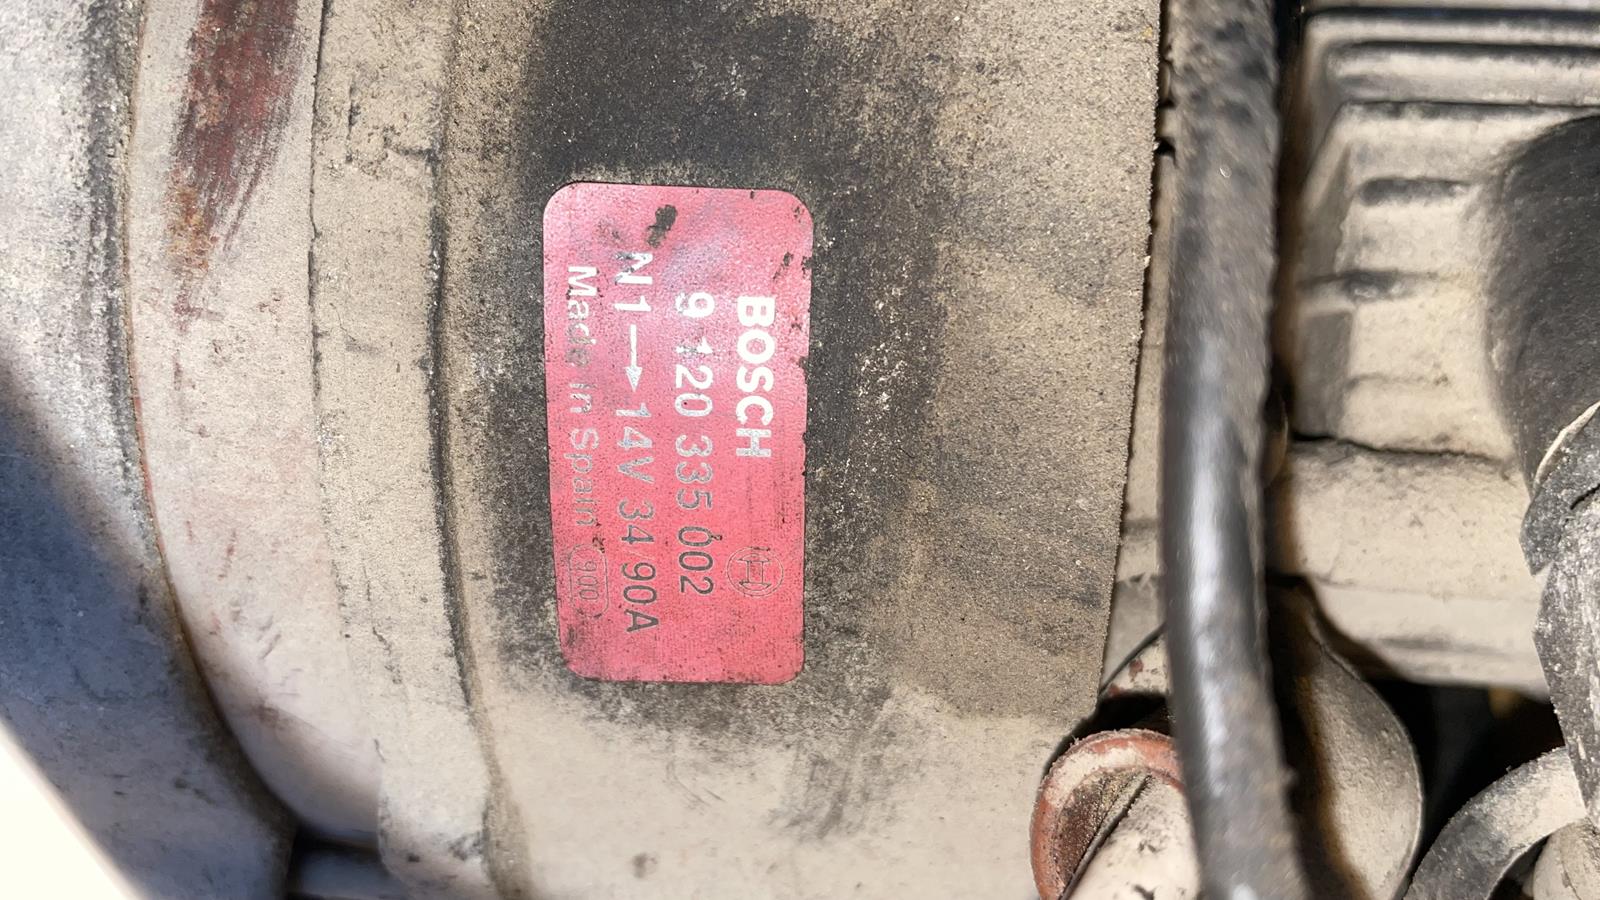 BOSCH
9 120 335 002
N1→14V 34/90A
Made in Spain 900